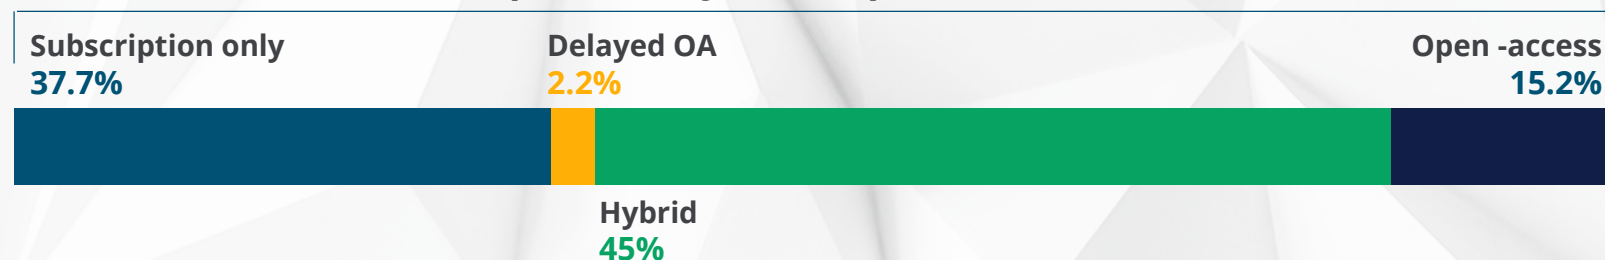 Subscription only
37.7%
Delayed OA
2.2%
Open -access
15.2%
Hybrid
45%